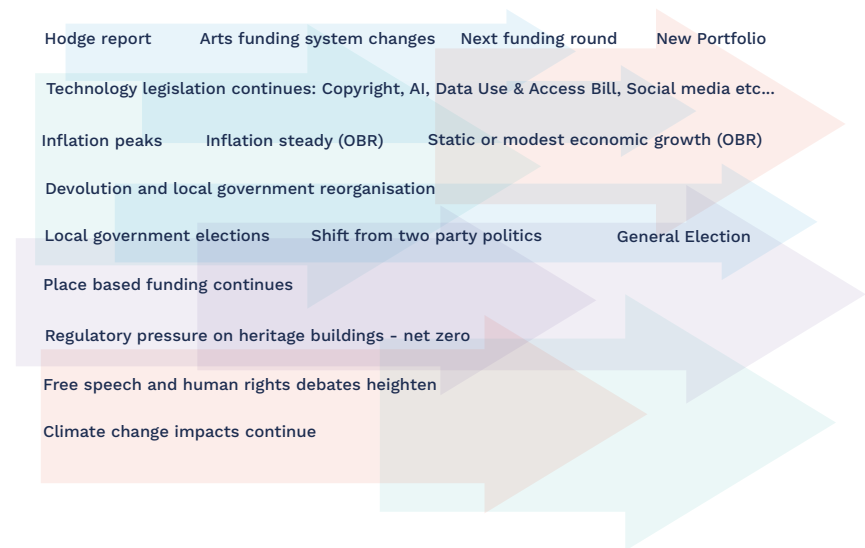 Hodge report Arts funding system changes Next funding round New Portfolio
Technology legislation continues: Copyright, AI, Data Use & Access Bill, Social media etc...
Inflation peaks Inflation steady (OBR) Static or modest economic growth (OBR)
Devolution and local government reorganisation
Local government elections Shift from two party politics General Election
Place based funding continues
Regulatory pressure on heritage buildings - net zero
Free speech and human rights debates heighten
Climate change impacts continue